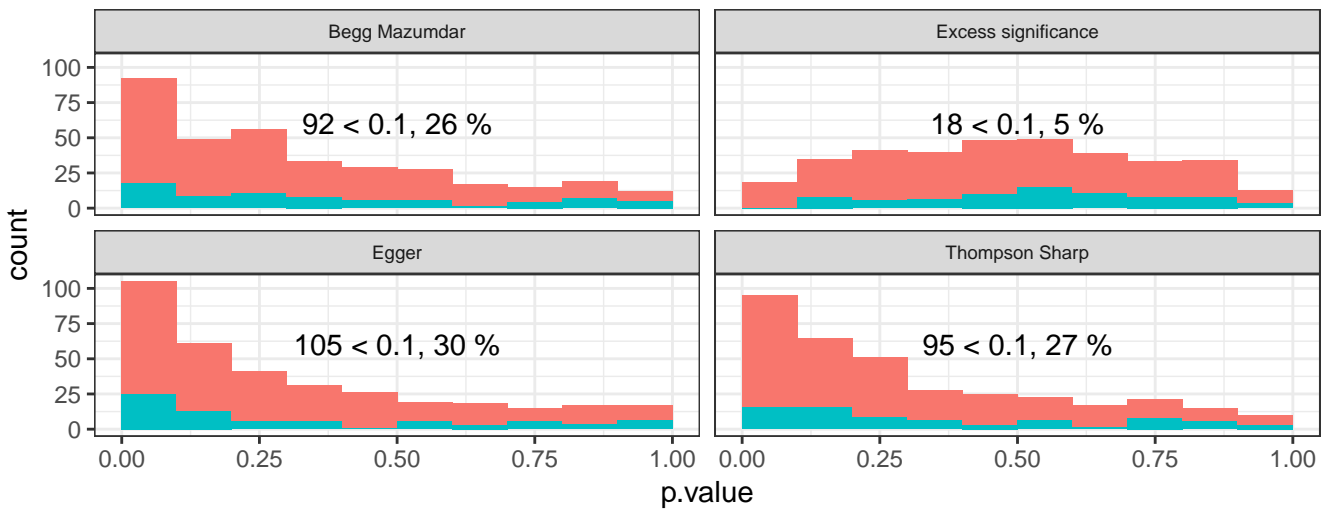 Begg Mazumdar
Excess significance
100
75
50
25
0
92 < 0.1, 26 %
18 < 0.1, 5 %
count
Egger
Thompson Sharp
100
75
50
25
0
105 < 0.1, 30 %
95 < 0.1, 27 %
0.00 0.25 0.50 0.75 1.00
0.00 0.25 0.50 0.75 1.00
p.value